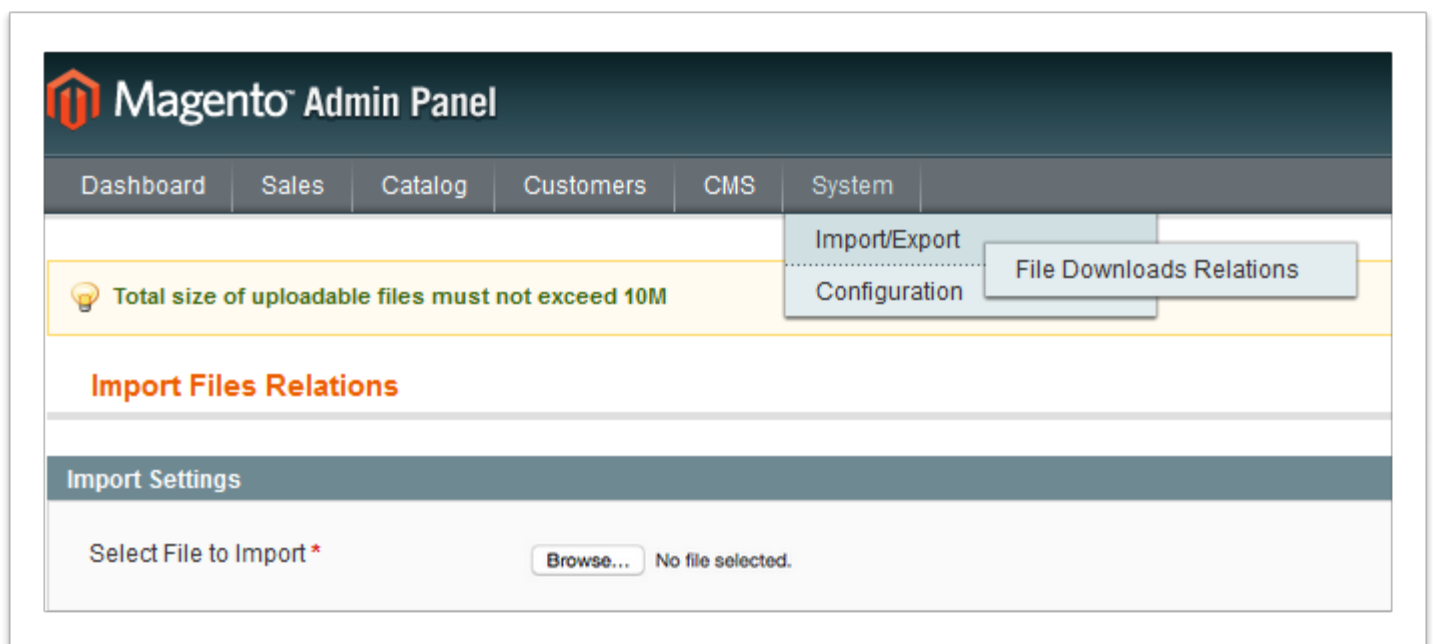 Magento™ Admin Panel
Dashboard Sales Catalog Customers CMS System
Import/Export
File Downloads Relations
Configuration
Total size of uploadable files must not exceed 10M
Import Files Relations
Import Settings
Select File to Import *
Browse... No file selected.